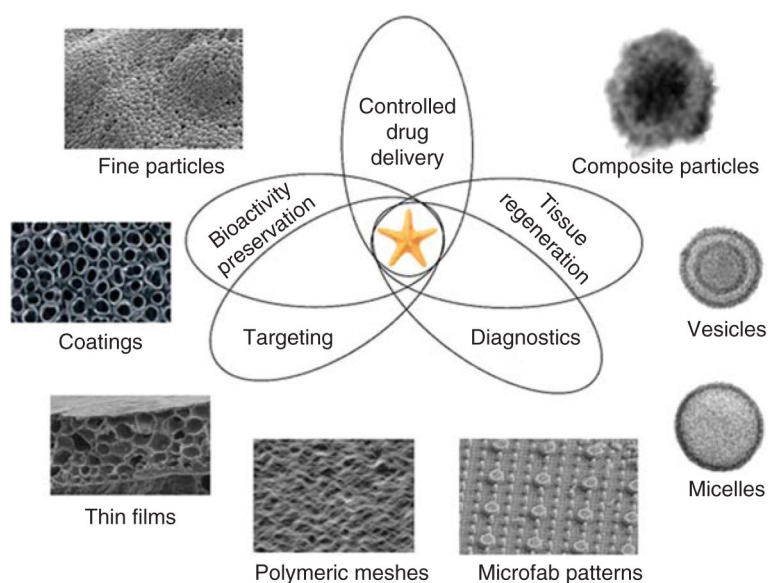 Controlled
drug
delivery
Fine particles
Composite particles
Bioactivity
preservation
Tissue
regeneration
Coatings
Targeting
Diagnostics
Vesicles
Thin films
Micelles
Polymeric meshes
Microfab patterns